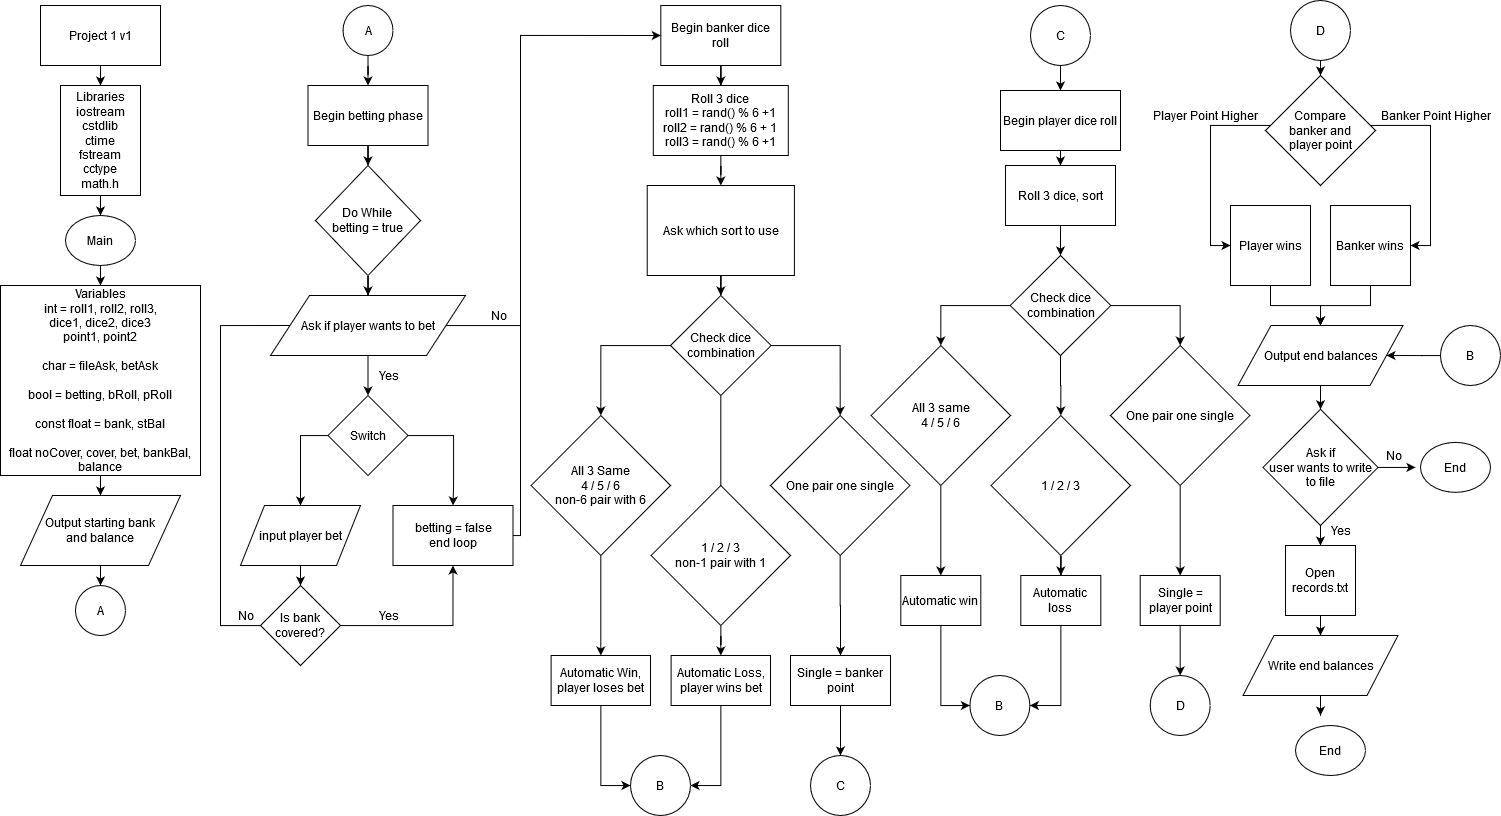 Project 1 v1
Libraries
iostream
cstdlib
ctime
fstream
cctype
math.h
Main
Variables
int = roll1, roll2, roll3,
dice1, dice2, dice3
point1, point2
char = fileAsk, betAsk
bool = betting, bRoll, pRoll
const float = bank, stBal
float noCover, cover, bet, bankBal,
balance
Output starting bank
and balance
A
A
Begin betting phase
Do While
betting = true
Ask if player wants to bet
No
Yes
Switch
input player bet
betting = false
end loop
Is bank
covered?
No
Yes
Begin banker dice
roll
Roll 3 dice
roll1 = rand() % 6 +1
roll2 = rand() % 6 + 1
roll3 = rand() % 6 +1
Ask which sort to use
Check dice
combination
All 3 Same
4 / 5 / 6
non-6 pair with 6
1 / 2 / 3
non-1 pair with 1
One pair one single
Automatic Win,
player loses bet
Automatic Loss,
player wins bet
Single = banker
point
B
C
C
Begin player dice roll
Roll 3 dice, sort
Check dice
combination
All 3 same
4 / 5 / 6
1 / 2 / 3
One pair one single
Automatic win
Automatic
loss
Single =
player point
B
D
D
Compare
banker and
player point
Player Point Higher
Banker Point Higher
Player wins
Banker wins
Output end balances
B
Ask if
user wants to write
to file
No
End
Yes
Open
records.txt
Write end balances
End